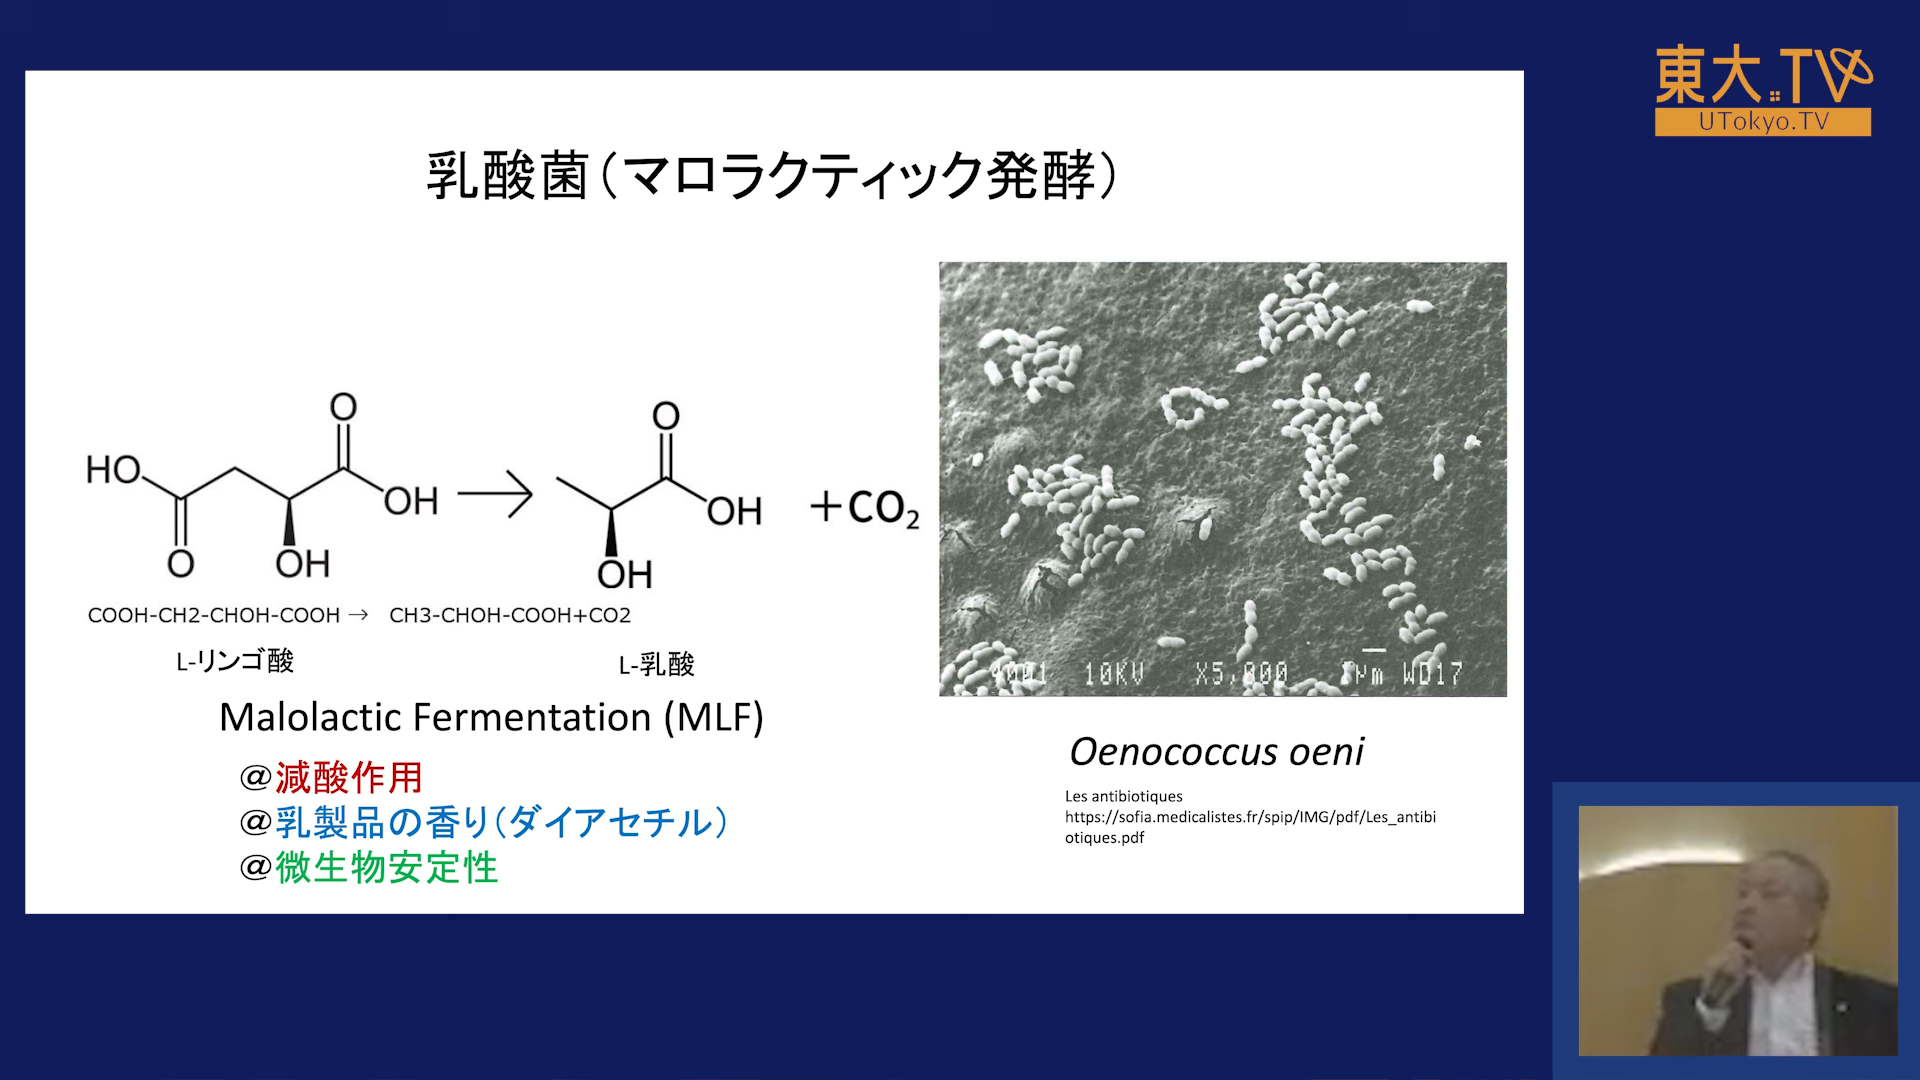 東大.TV
UTokyo.TV
乳酸菌(マロラクティック発酵)
O
O
HO
OH
OH
+CO₂
O
OH
OH
COOH-CH2-CHOH-COOH → CH3-CHOH-COOH+CO2
L-リンゴ酸
L-乳酸
Malolactic Fermentation (MLF)
@減酸作用
@乳製品の香り(ダイアセチル)
@微生物安定性
10KV X5,000 1μm WD17
Oenococcus oeni
Les antibiotiques
https://sofia.medicalistes.fr/spip/IMG/pdf/Les_antibi
otiques.pdf